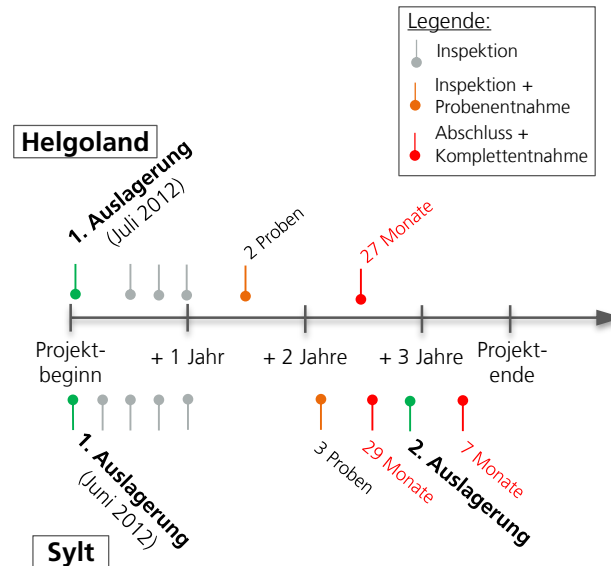 Legende:
Inspektion
Inspektion +
Probenentnahme
Abschluss +
Komplettentnahme
Helgoland
1. Auslagerung
(Juli 2012)
2 Proben
27 Monate
Projekt-
beginn
+ 1 Jahr
+ 2 Jahre
+ 3 Jahre
Projekt-
ende
1. Auslagerung
(Juni 2012)
3 Proben
29 Monate
2. Auslagerung
7 Monate
Sylt